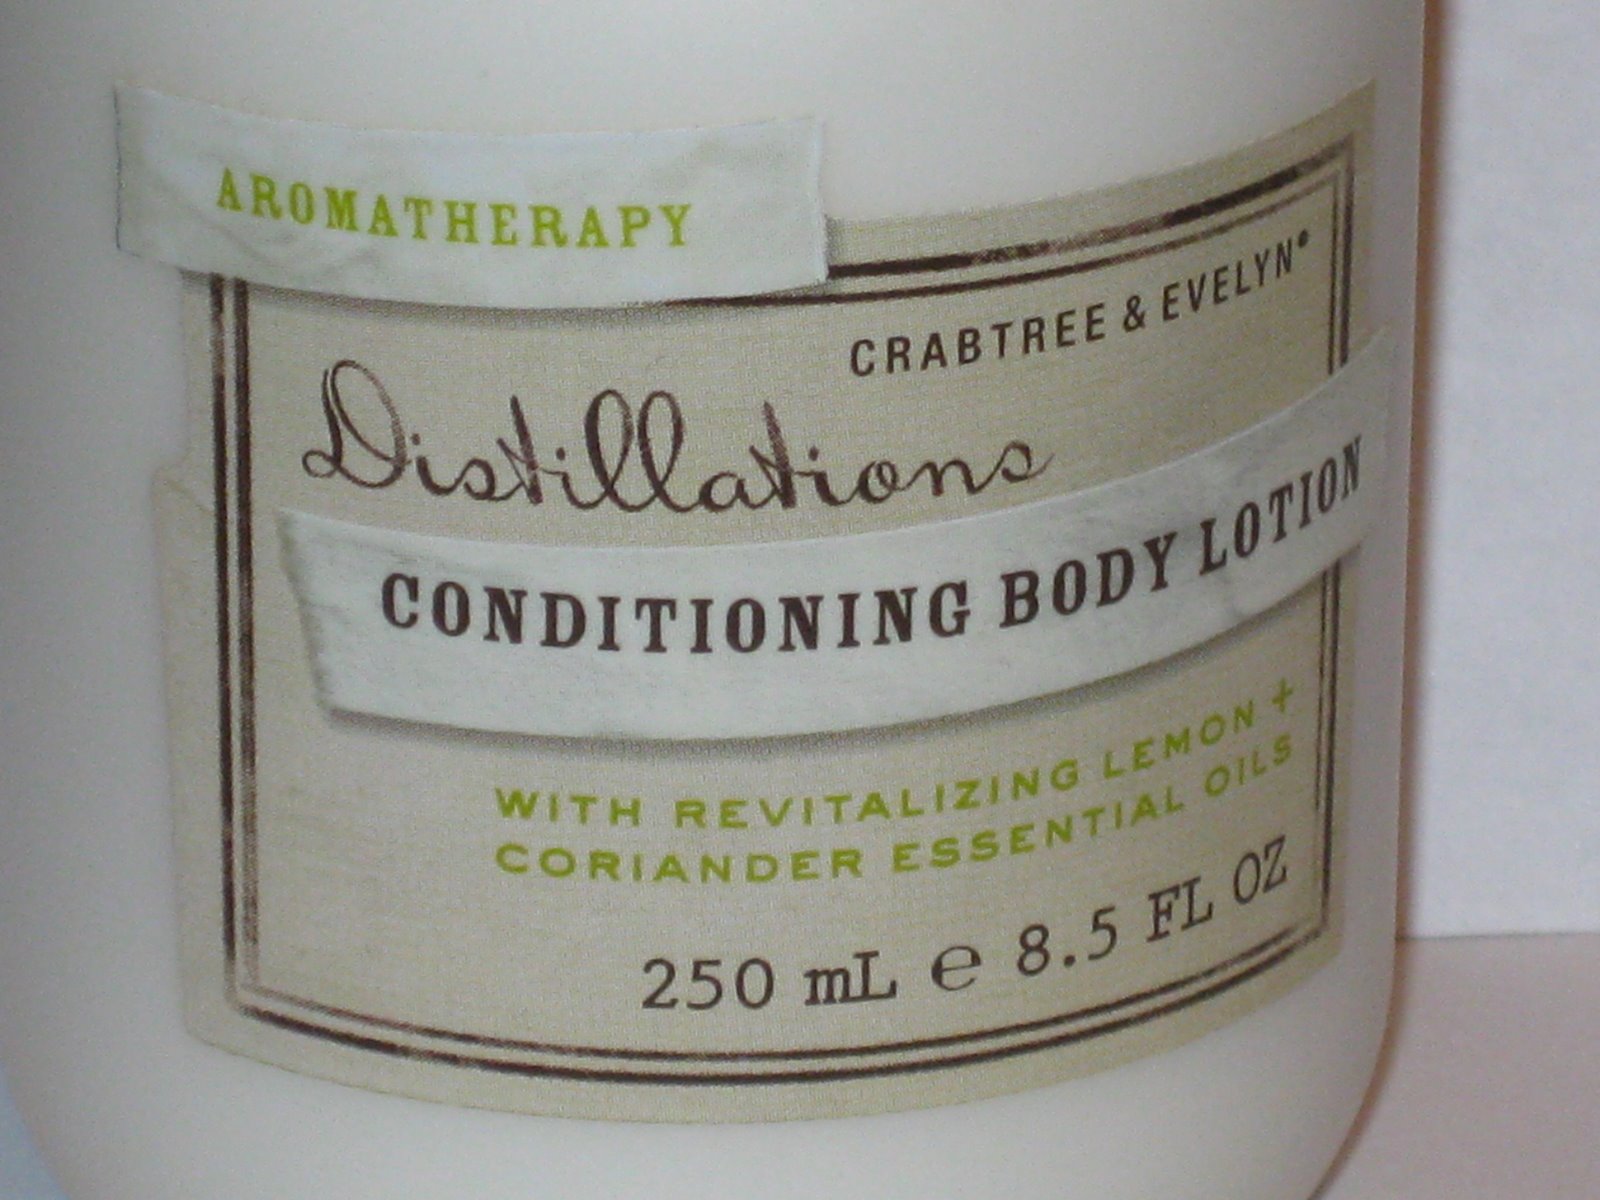 AROMATHERAPY
CRABTREE & EVELYN®
Distillations
CONDITIONING BODY LOTION
WITH REVITALIZING LEMON +
CORIANDER ESSENTIAL OILS
250 mL ℮ 8.5 FL OZ